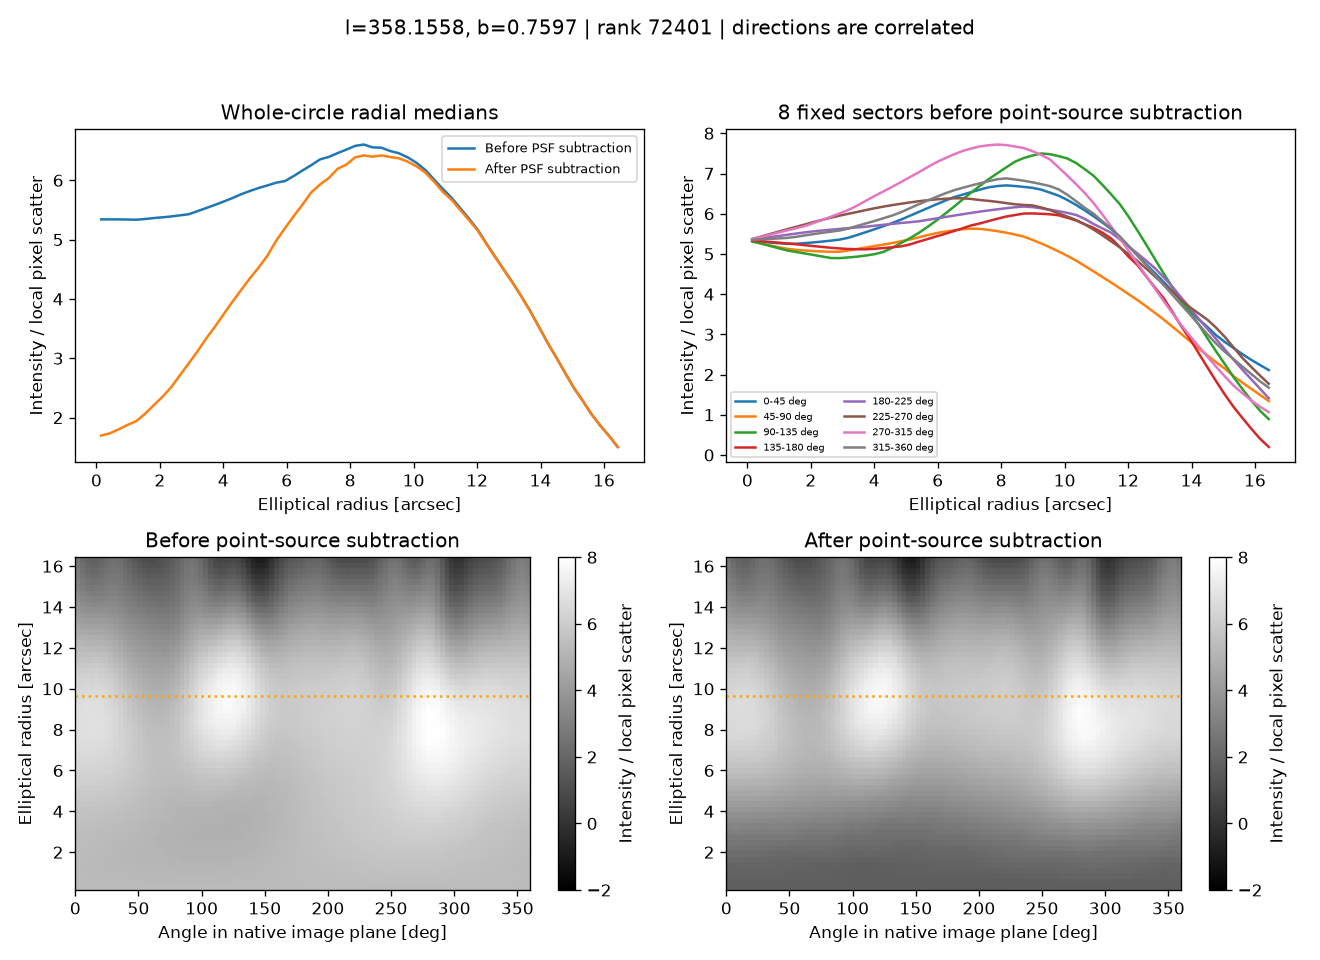 l=358.1558, b=0.7597 | rank 72401 | directions are correlated
Whole-circle radial medians
Before PSF subtraction
After PSF subtraction
Intensity / local pixel scatter
6
5
4
3
2
0 2 4 6 8 10 12 14 16
Elliptical radius [arcsec]
8 fixed sectors before point-source subtraction
Intensity / local pixel scatter
8
7
6
5
4
3
2
1
0
0-45 deg
45-90 deg
90-135 deg
135-180 deg
180-225 deg
225-270 deg
270-315 deg
315-360 deg
0 2 4 6 8 10 12 14 16
Elliptical radius [arcsec]
Before point-source subtraction
Elliptical radius [arcsec]
16
14
12
10
8
6
4
2
0 50 100 150 200 250 300 350
Angle in native image plane [deg]
8
6
4
2
0
−2
Intensity / local pixel scatter
After point-source subtraction
Elliptical radius [arcsec]
16
14
12
10
8
6
4
2
0 50 100 150 200 250 300 350
Angle in native image plane [deg]
8
6
4
2
0
−2
Intensity / local pixel scatter